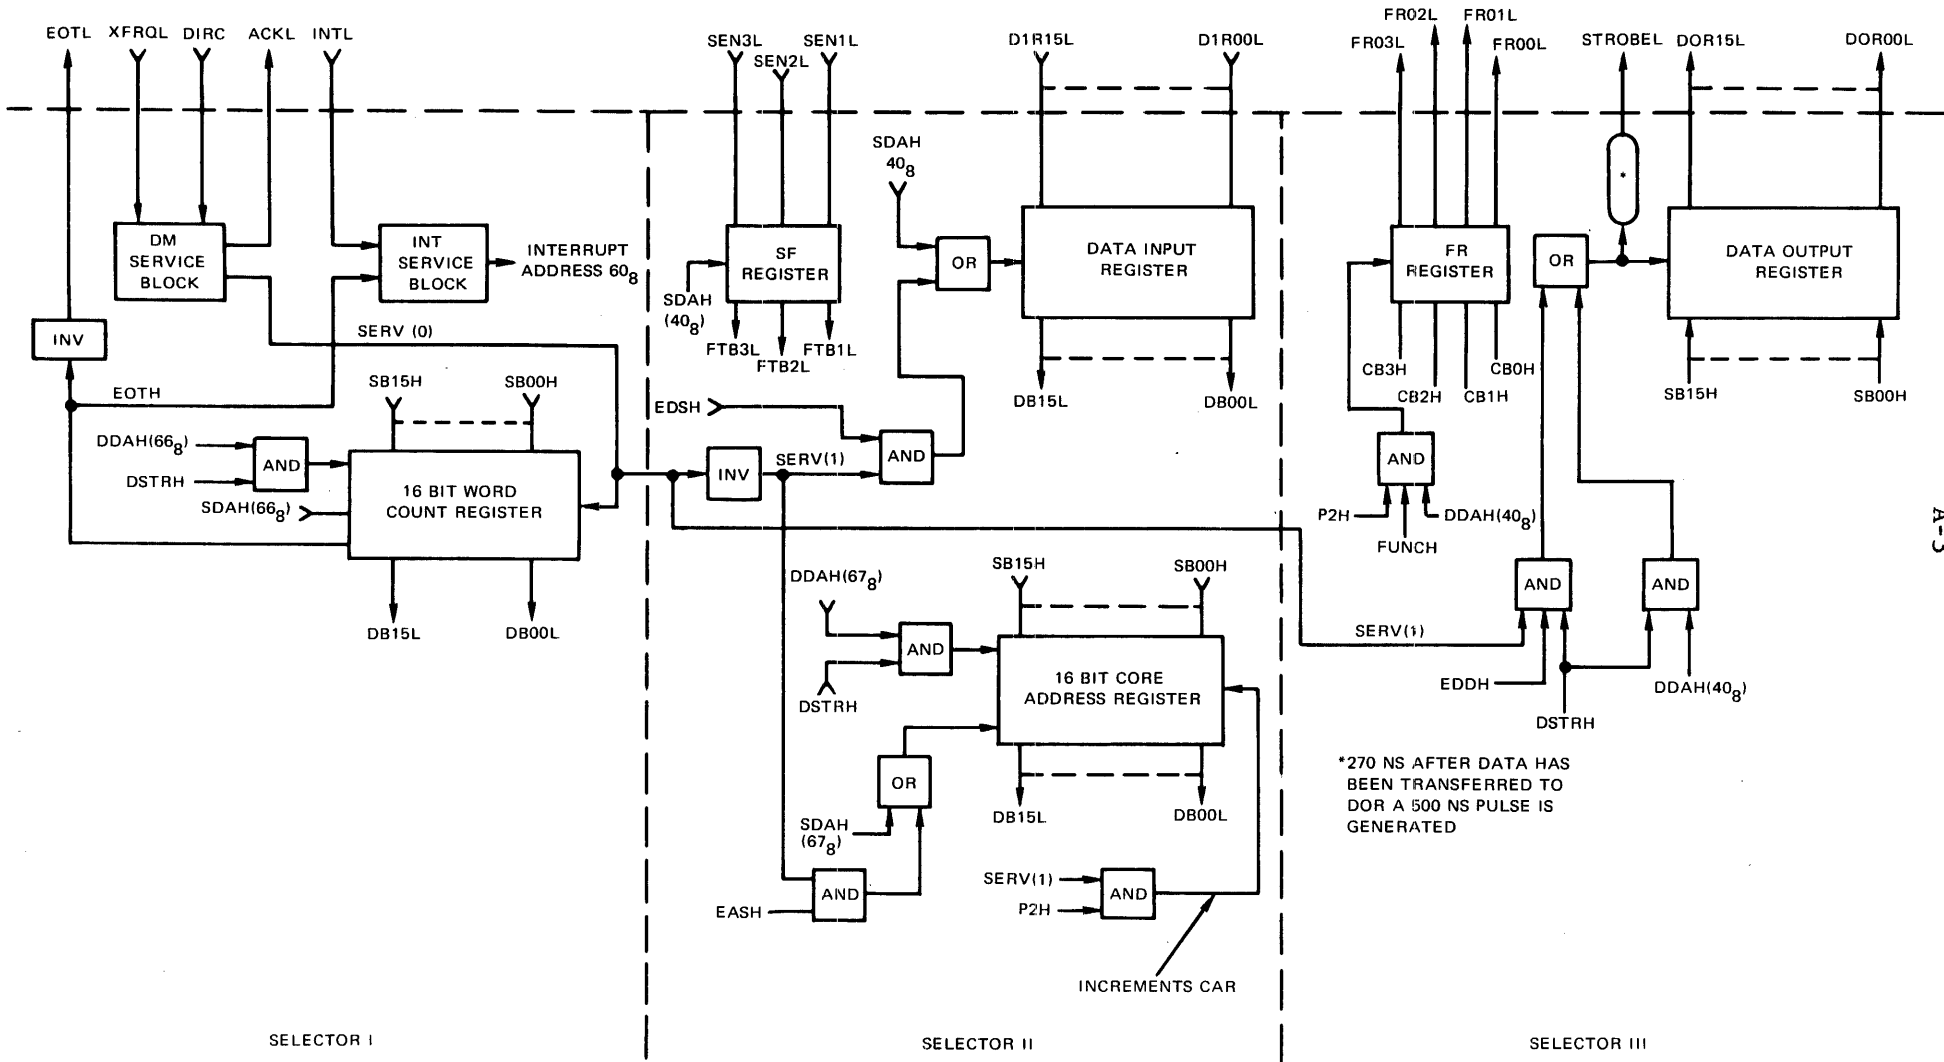 EOTL XFRQL DIRC ACKL INTL
DM
SERVICE
BLOCK
INT
SERVICE
BLOCK
INTERRUPT
ADDRESS 60₈
INV
SERV (0)
EOTH
SB15H SB00H
DDAH(66₈)
DSTRH
AND
SDAH(66₈)
16 BIT WORD
COUNT REGISTER
DB15L DB00L
SELECTOR I
SEN3L
SEN2L
SEN1L
SF
REGISTER
SDAH
(40₈)
FTB3L
FTB2L
FTB1L
SDAH
40₈
OR
D1R15L D1R00L
DATA INPUT
REGISTER
DB15L DB00L
EDSH
INV
SERV(1)
AND
DDAH(67₈)
AND
DSTRH
SB15H SB00H
16 BIT CORE
ADDRESS REGISTER
OR
SDAH
(67₈)
DB15L DB00L
EASH
AND
SERV(1)
P2H
AND
INCREMENTS CAR
SELECTOR II
FR03L
FR02L
FR01L
FR00L
STROBEL
DOR15L DOR00L
*
FR
REGISTER
OR
DATA OUTPUT
REGISTER
CB3H
CB2H
CB1H
CB0H
SB15H SB00H
AND
P2H
FUNCH
DDAH(40₈)
AND
AND
SERV(1)
EDDH
DSTRH
DDAH(40₈)
*270 NS AFTER DATA HAS
BEEN TRANSFERRED TO
DOR A 500 NS PULSE IS
GENERATED
SELECTOR III
A-3